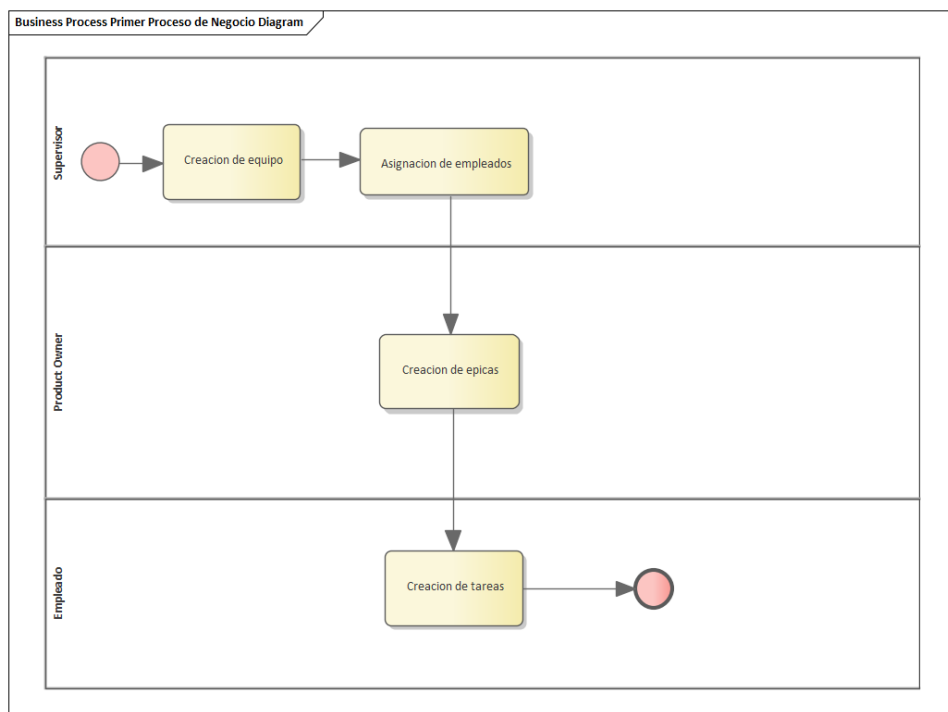 Business Process Primer Proceso de Negocio Diagram
Supervisor
Creacion de equipo
Asignacion de empleados
Product Owner
Creacion de epicas
Empleado
Creacion de tareas